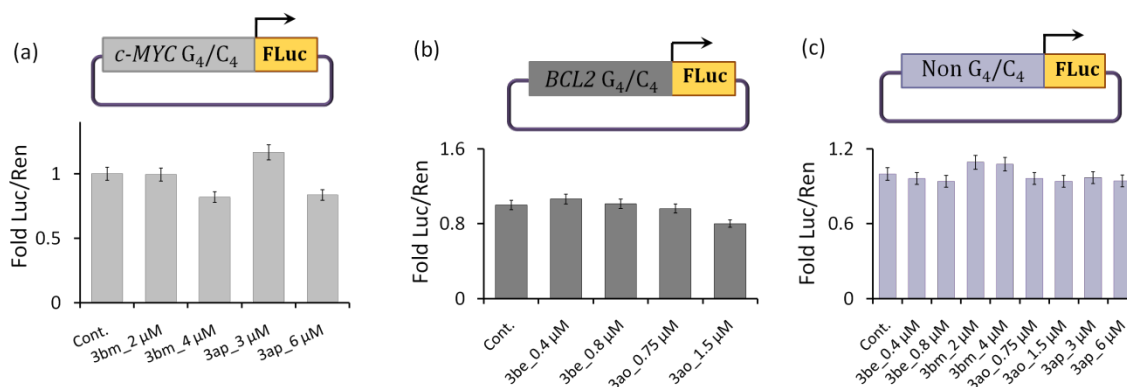 (a)
c-MYC G4/C4 FLuc
Fold Luc/Ren
1
0.5
0
Cont.
3bm_2 µM
3bm_4 µM
3ap_3 µM
3ap_6 µM
(b)
BCL2 G4/C4 FLuc
Fold Luc/Ren
1.6
0.8
0
Cont.
3be_0.4 µM
3be_0.8 µM
3ao_0.75 µM
3ao_1.5 µM
(c)
Non G4/C4 FLuc
Fold Luc/Ren
1.2
0.6
0
Cont.
3be_0.4 µM
3be_0.8 µM
3bm_2 µM
3bm_4 µM
3ao_0.75 µM
3ao_1.5 µM
3ap_3 µM
3ap_6 µM